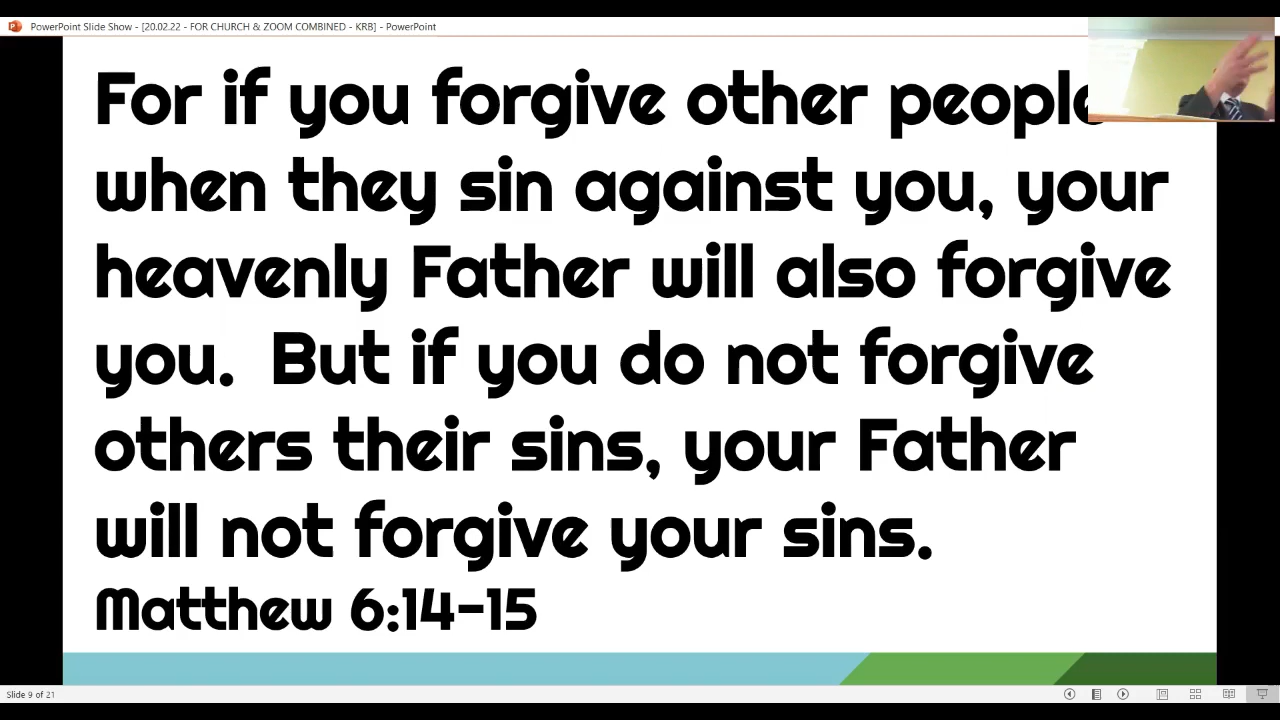 PowerPoint Slide Show - [20.02.22 - FOR CHURCH & ZOOM COMBINED - KRB] - PowerPoint
For if you forgive other people
when they sin against you, your
heavenly Father will also forgive
you. But if you do not forgive
others their sins, your Father
will not forgive your sins.
Matthew 6:14-15
Slide 9 of 21